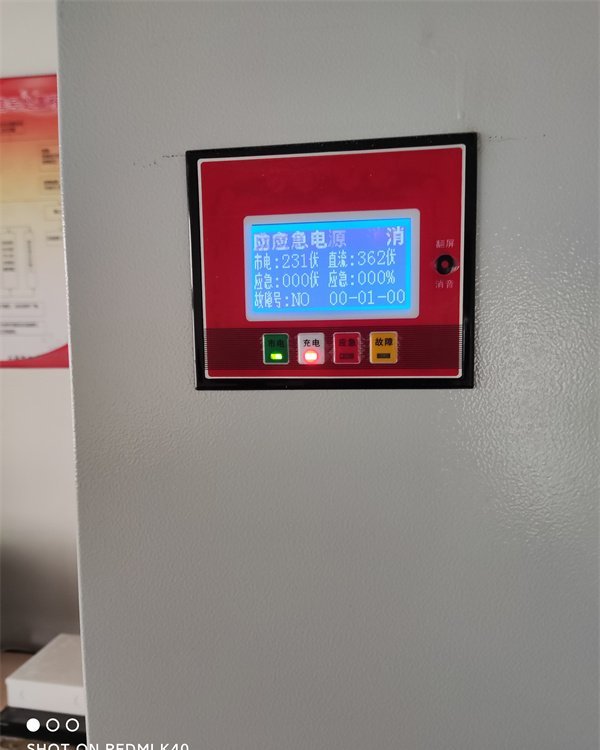 应急电源 消
市电:231伏 直流:362伏
应急:000伏 应急:000%
故障号:NO 00-01-00
翻屏
消音
市电 充电 应急 故障
SHOT ON REDMI K40